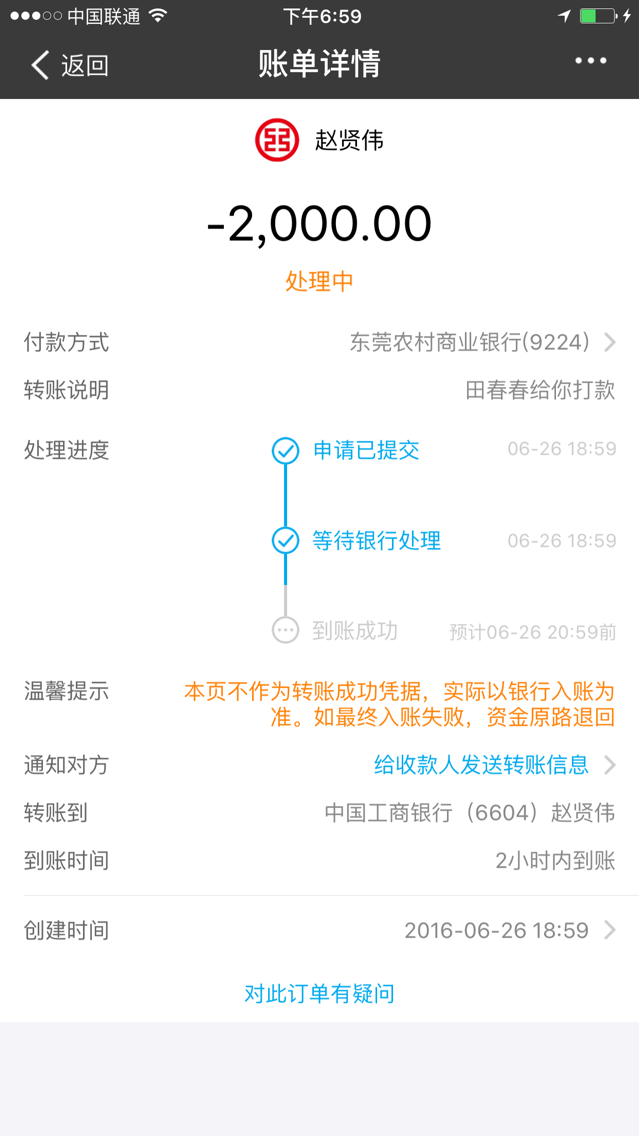 中国联通 下午6:59
返回 账单详情
赵贤伟
-2,000.00
处理中
付款方式 东莞农村商业银行(9224)
转账说明 田春春给你打款
处理进度 申请已提交 06-26 18:59
等待银行处理 06-26 18:59
到账成功 预计06-26 20:59前
温馨提示 本页不作为转账成功凭据，实际以银行入账为
准。如最终入账失败，资金原路退回
通知对方 给收款人发送转账信息
转账到 中国工商银行（6604）赵贤伟
到账时间 2小时内到账
创建时间 2016-06-26 18:59
对此订单有疑问